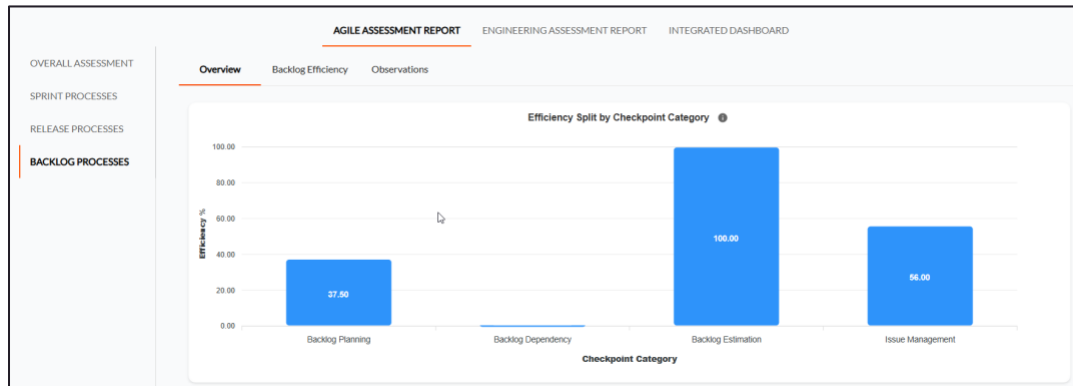 AGILE ASSESSMENT REPORT ENGINEERING ASSESSMENT REPORT INTEGRATED DASHBOARD
OVERALL ASSESSMENT
SPRINT PROCESSES
RELEASE PROCESSES
BACKLOG PROCESSES
Overview Backlog Efficiency Observations
Efficiency Split by Checkpoint Category
Efficiency %
100.00
80.00
60.00
40.00
20.00
0.00
37.50
100.00
56.00
Backlog Planning Backlog Dependency Backlog Estimation Issue Management
Checkpoint Category